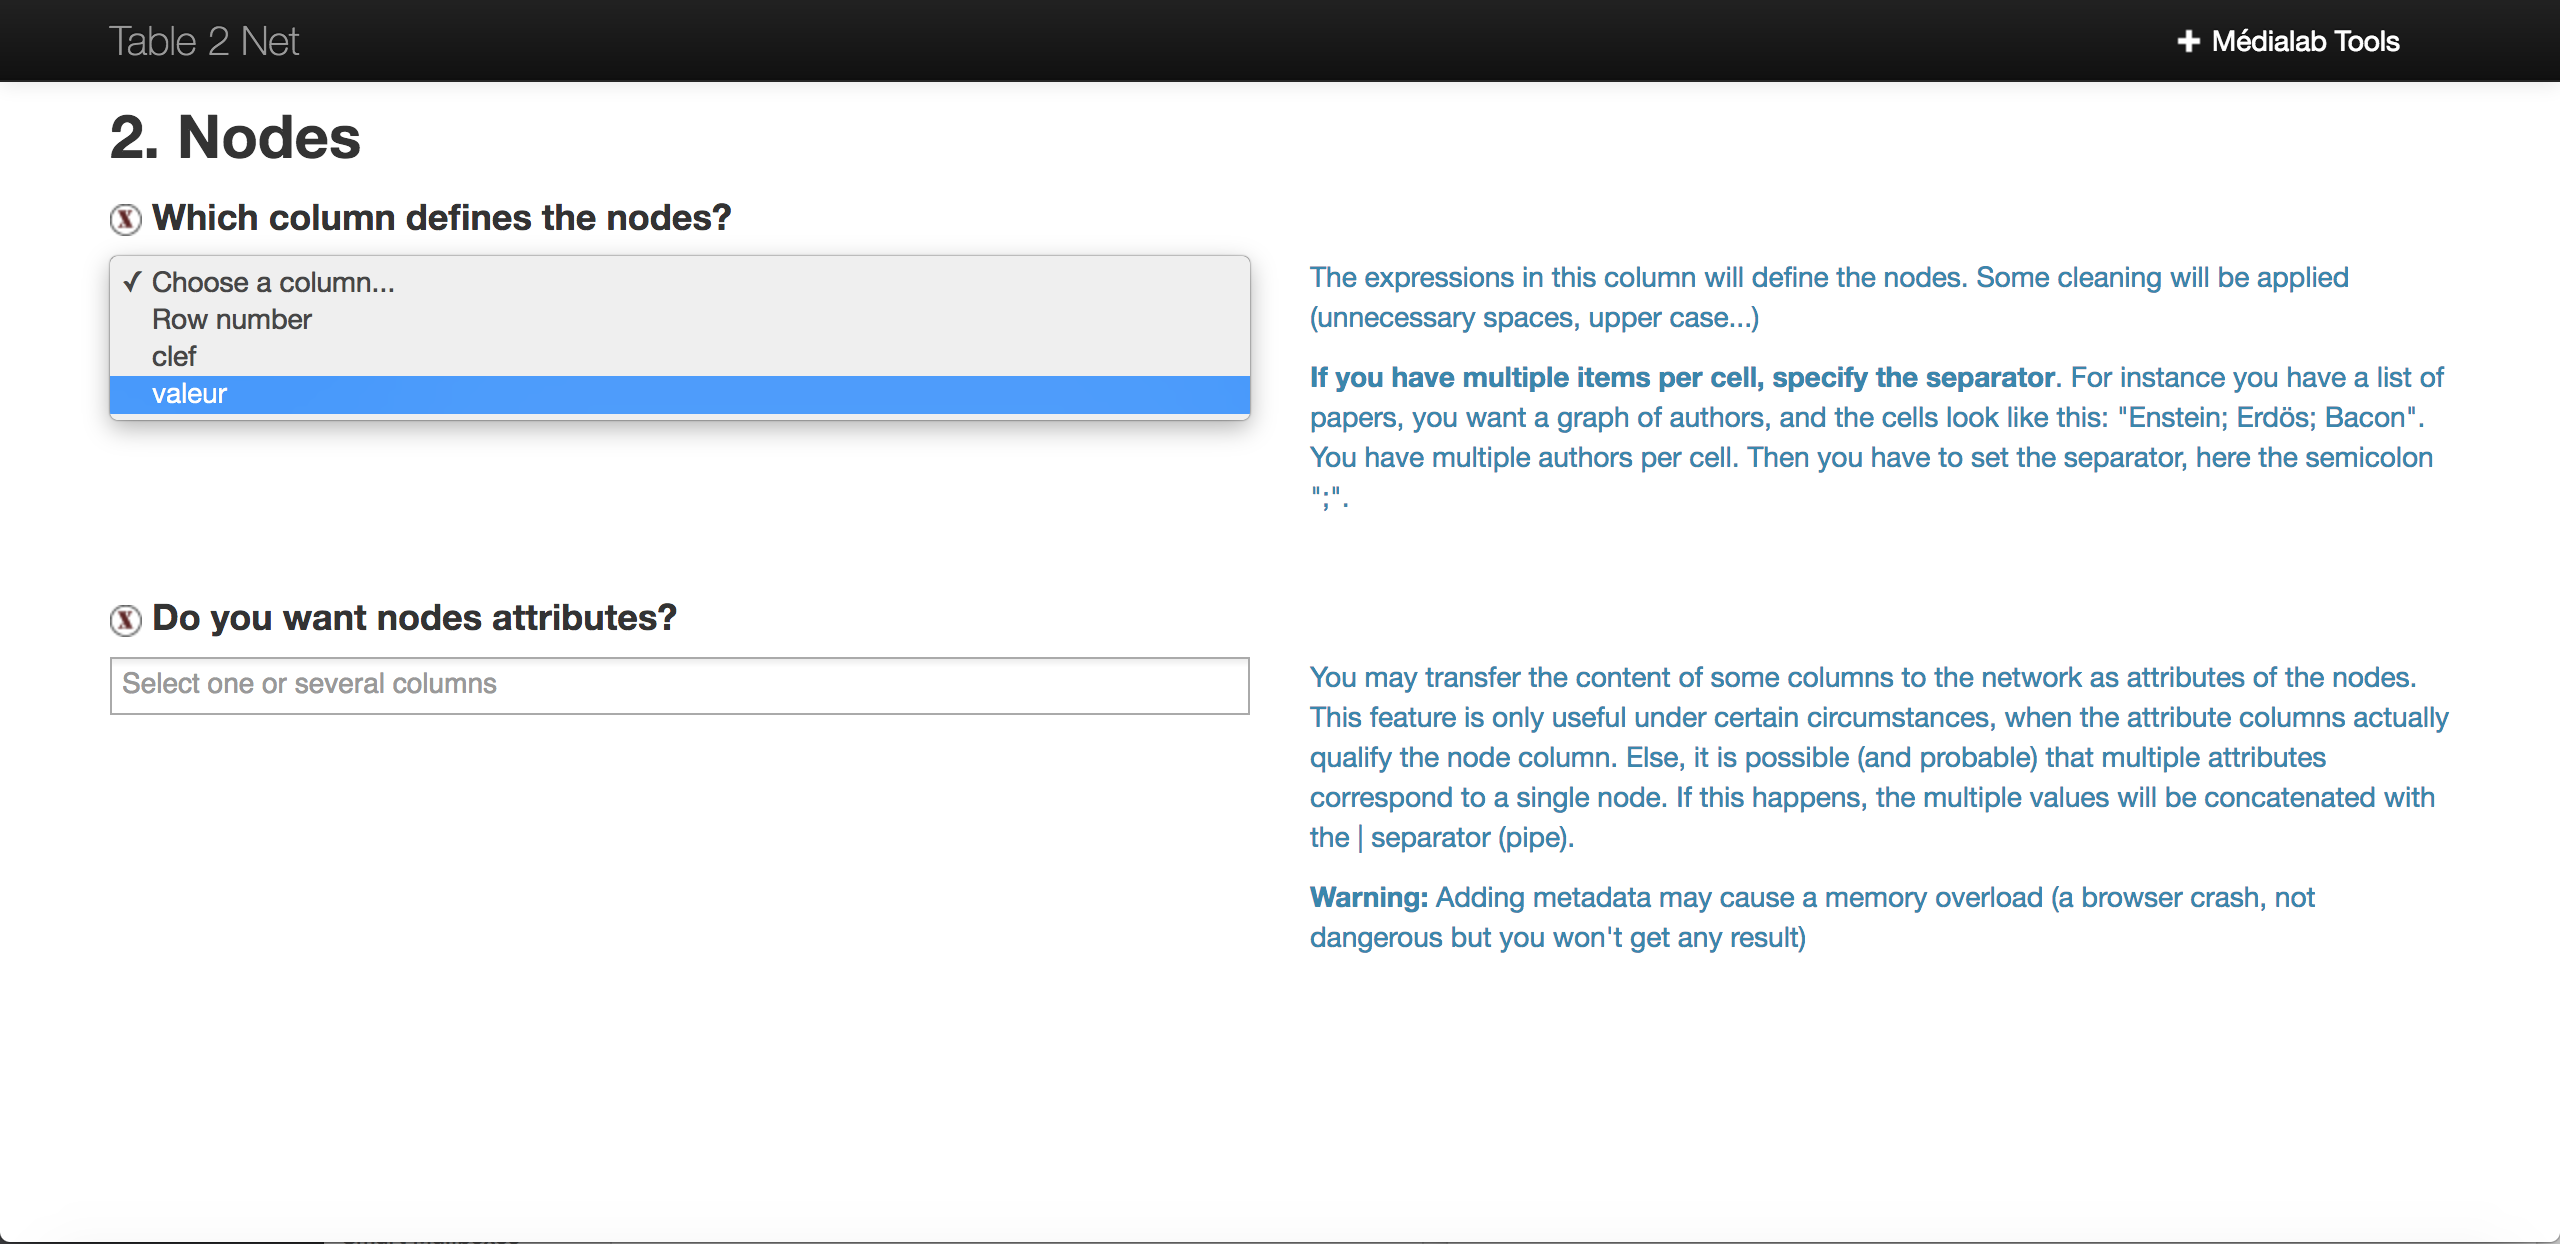 Table 2 Net
Médialab Tools
2. Nodes
Which column defines the nodes?
✓ Choose a column...
Row number
clef
valeur
The expressions in this column will define the nodes. Some cleaning will be applied
(unnecessary spaces, upper case...)
If you have multiple items per cell, specify the separator. For instance you have a list of
papers, you want a graph of authors, and the cells look like this: "Enstein; Erdös; Bacon".
You have multiple authors per cell. Then you have to set the separator, here the semicolon
";".
Do you want nodes attributes?
Select one or several columns
You may transfer the content of some columns to the network as attributes of the nodes.
This feature is only useful under certain circumstances, when the attribute columns actually
qualify the node column. Else, it is possible (and probable) that multiple attributes
correspond to a single node. If this happens, the multiple values will be concatenated with
the | separator (pipe).
Warning: Adding metadata may cause a memory overload (a browser crash, not
dangerous but you won't get any result)